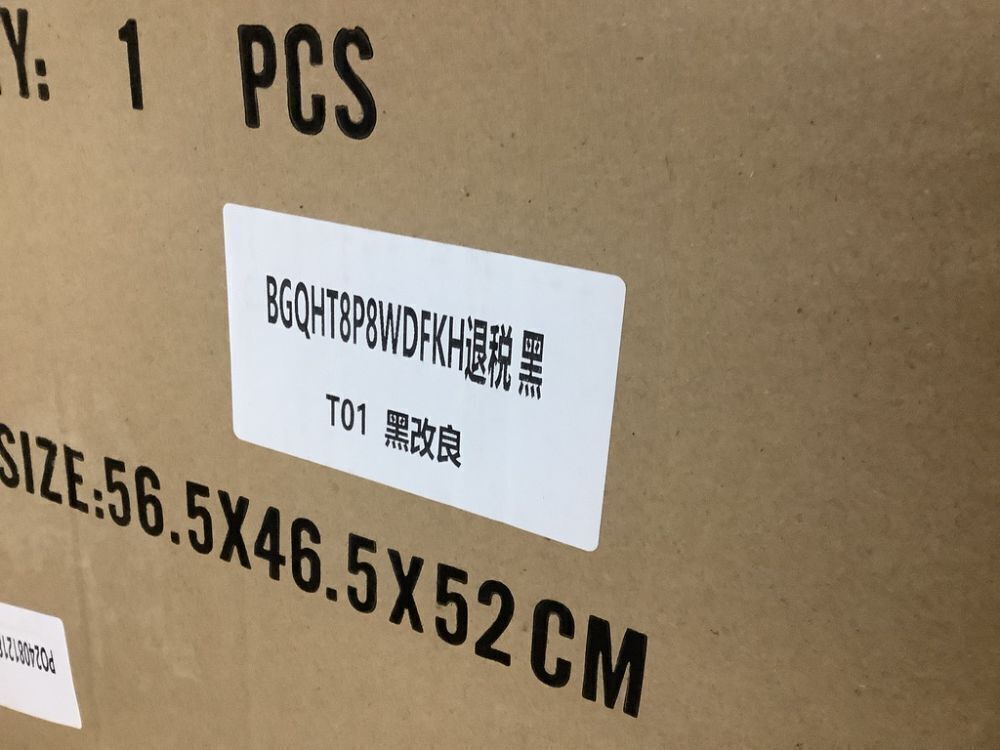 Y: 1 PCS
BGQHT8P8WDFKH退税 黑
T01 黑改良
SIZE:56.5X46.5X52CM
PO2408121